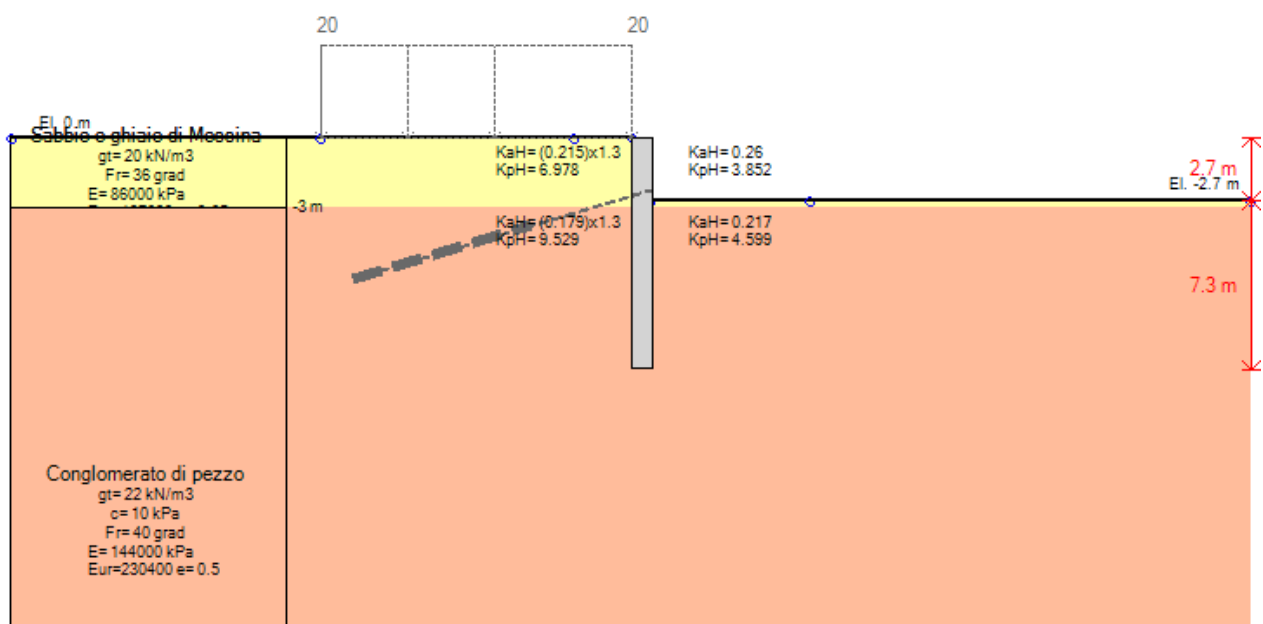 20 20
El. 0 m
Sabbie e ghiaie di Messina
gt= 20 kN/m3
Fr= 36 grad
E= 86000 kPa
-3 m
KaH= (0.215)x1.3
KpH= 6.978
KaH= 0.26
KpH= 3.852
2.7 m
El. -2.7 m
KaH= (0.179)x1.3
KpH= 9.529
KaH= 0.217
KpH= 4.599
7.3 m
Conglomerato di pezzo
gt= 22 kN/m3
c= 10 kPa
Fr= 40 grad
E= 144000 kPa
Eur=230400 e= 0.5